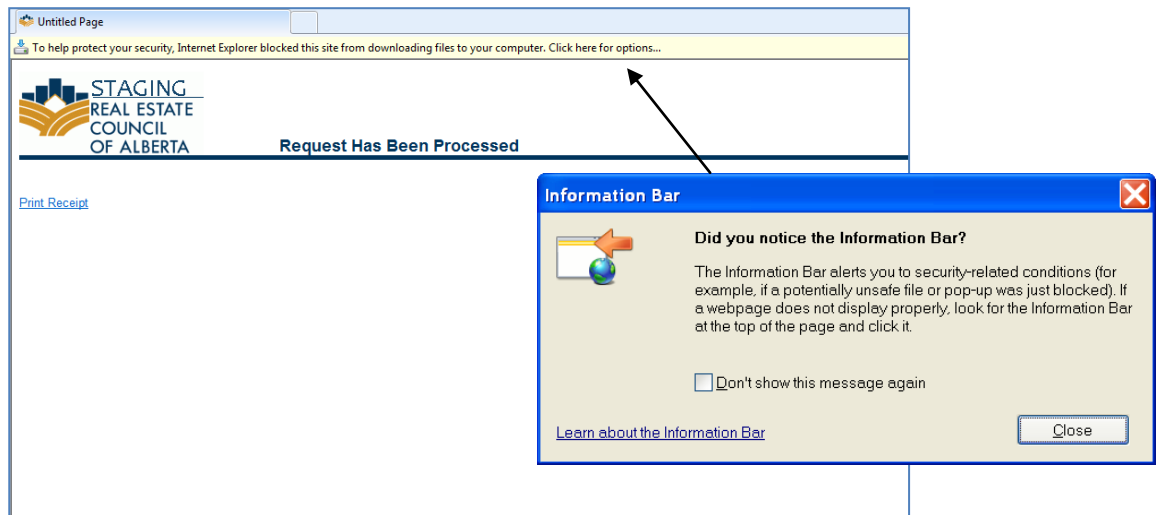 Untitled Page
To help protect your security, Internet Explorer blocked this site from downloading files to your computer. Click here for options...
STAGING
REAL ESTATE
COUNCIL
OF ALBERTA
Request Has Been Processed
Print Receipt
Information Bar
Did you notice the Information Bar?
The Information Bar alerts you to security-related conditions (for
example, if a potentially unsafe file or pop-up was just blocked). If
a webpage does not display properly, look for the Information Bar
at the top of the page and click it.
Don't show this message again
Learn about the Information Bar
Close